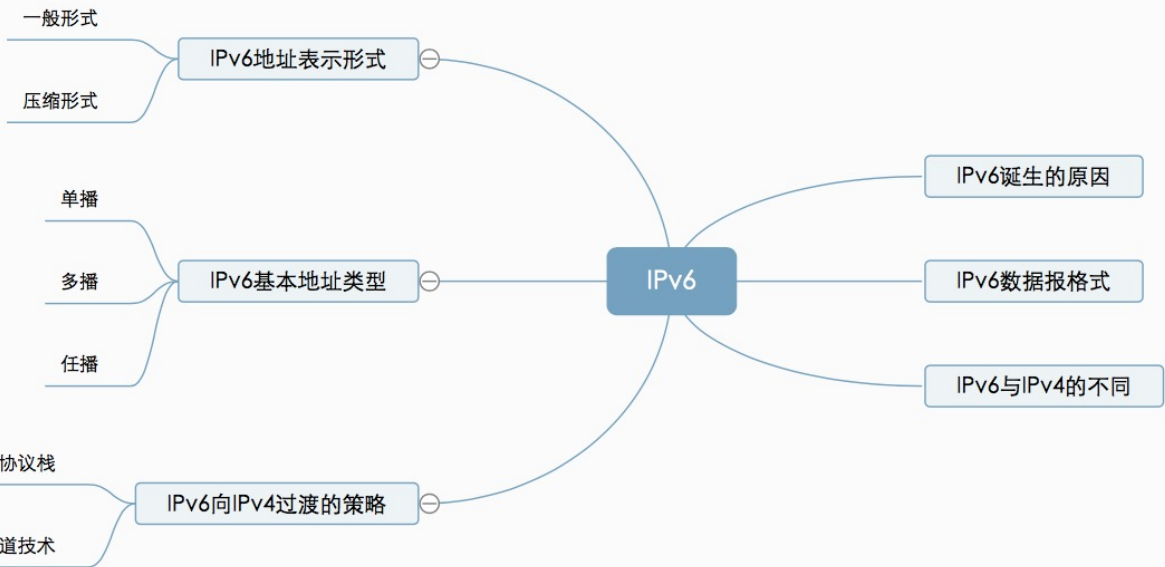 IPv6
IPv6诞生的原因
IPv6数据报格式
IPv6与IPv4的不同
IPv6地址表示形式
一般形式
压缩形式
IPv6基本地址类型
单播
多播
任播
IPv6向IPv4过渡的策略
协议栈
道技术